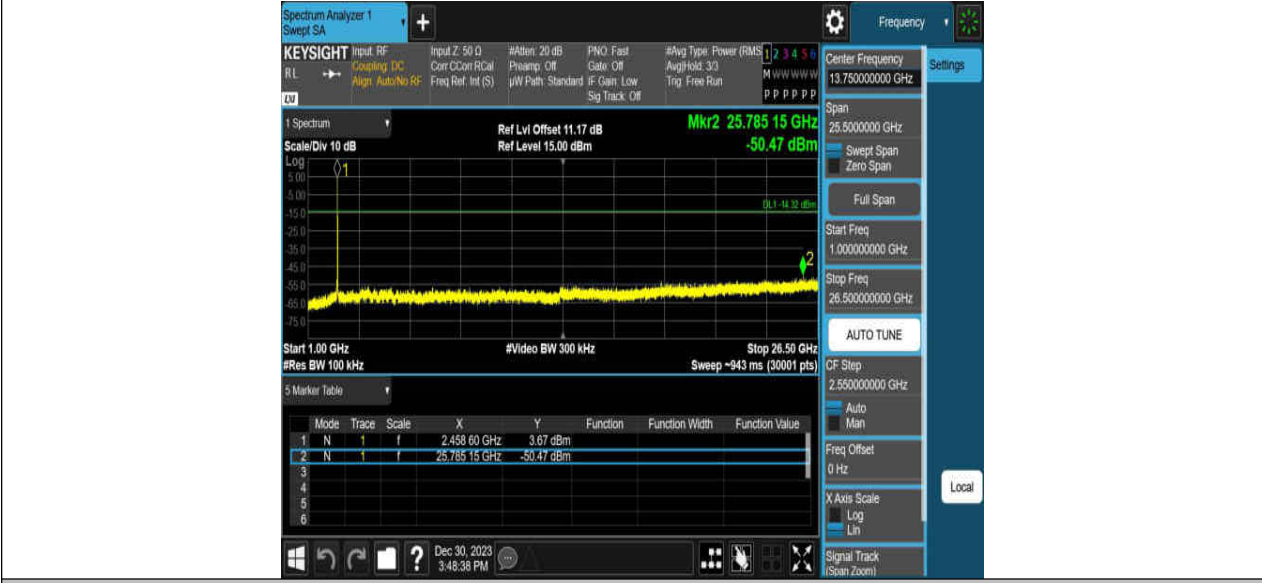 Spectrum Analyzer 1
Swept SA
+
Frequency
KEYSIGHT
RL
LXI
Input: RF
Coupling: DC
Align: Auto/No RF
Input Z: 50 Ω
Corr CCorr RCal
Freq Ref: Int (S)
#Atten: 20 dB
Preamp: Off
µW Path: Standard
PNO: Fast
Gate: Off
IF Gain: Low
Sig Track: Off
#Avg Type: Power (RMS
Avg|Hold: 3/3
Trig: Free Run
1 2 3 4 5 6
M W W W W W
P P P P P P
1 Spectrum
Scale/Div 10 dB
Ref Lvl Offset 11.17 dB
Ref Level 15.00 dBm
Mkr2 25.785 15 GHz
-50.47 dBm
Log
5.00
-5.00
-15.0
-25.0
-35.0
-45.0
-55.0
-65.0
-75.0
1
DL1 -14.32 dBm
2
Start 1.00 GHz
#Video BW 300 kHz
Stop 26.50 GHz
#Res BW 100 kHz
Sweep ~943 ms (30001 pts)
5 Marker Table
Mode Trace Scale X Y Function Function Width Function Value
1 N 1 f 2.458 60 GHz 3.67 dBm
2 N 1 f 25.785 15 GHz -50.47 dBm
3
4
5
6
?
Dec 30, 2023
3:48:38 PM
Center Frequency
13.750000000 GHz
Settings
Span
25.5000000 GHz
Swept Span
Zero Span
Full Span
Start Freq
1.000000000 GHz
Stop Freq
26.500000000 GHz
AUTO TUNE
CF Step
2.550000000 GHz
Auto
Man
Freq Offset
0 Hz
X Axis Scale
Log
Lin
Local
Signal Track
(Span Zoom)